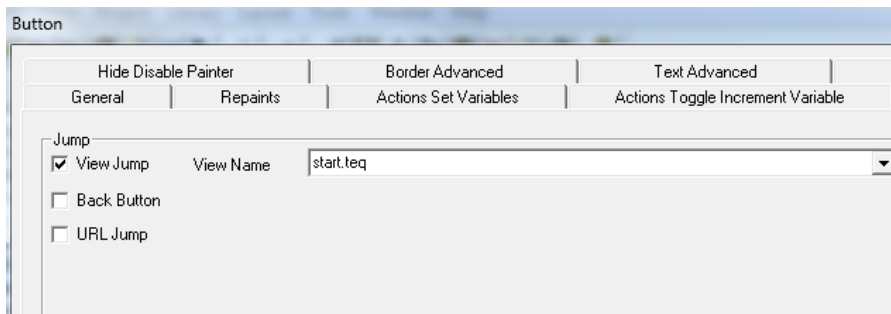 Button
Hide Disable Painter Border Advanced Text Advanced
General Repaints Actions Set Variables Actions Toggle Increment Variable
Jump
View Jump View Name start.teq
Back Button
URL Jump